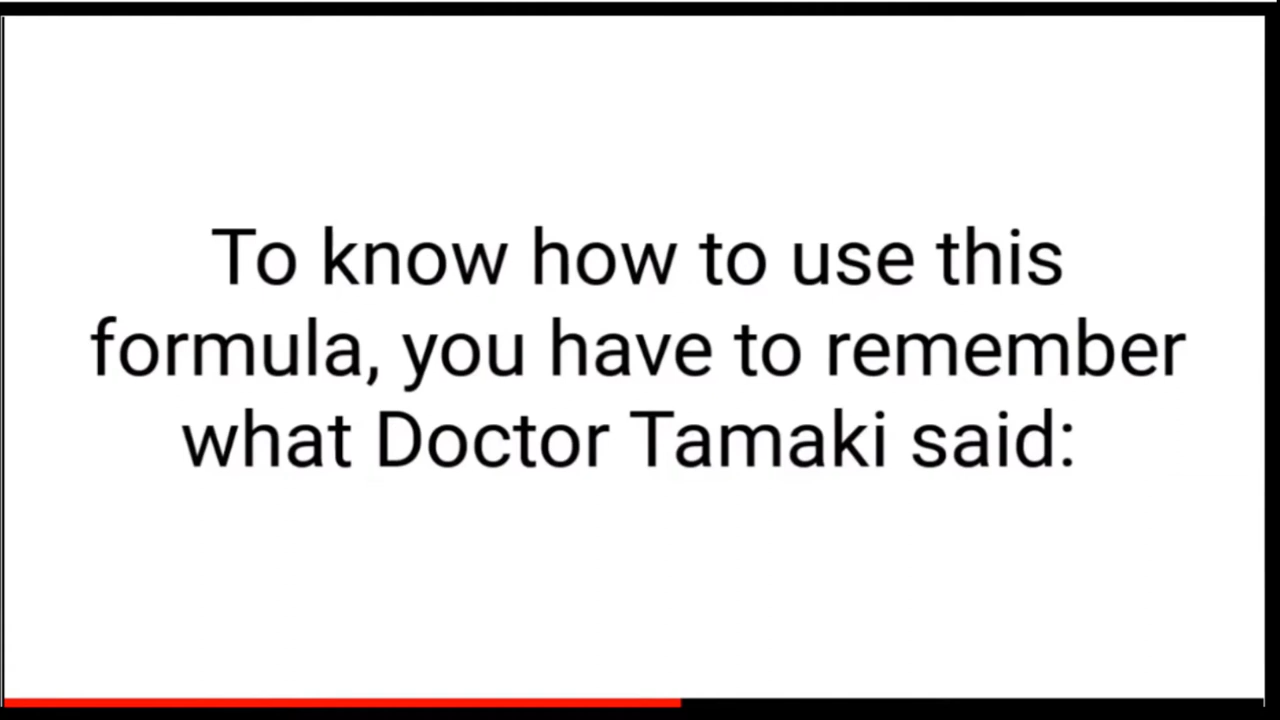 To know how to use this
formula, you have to remember
what Doctor Tamaki said: